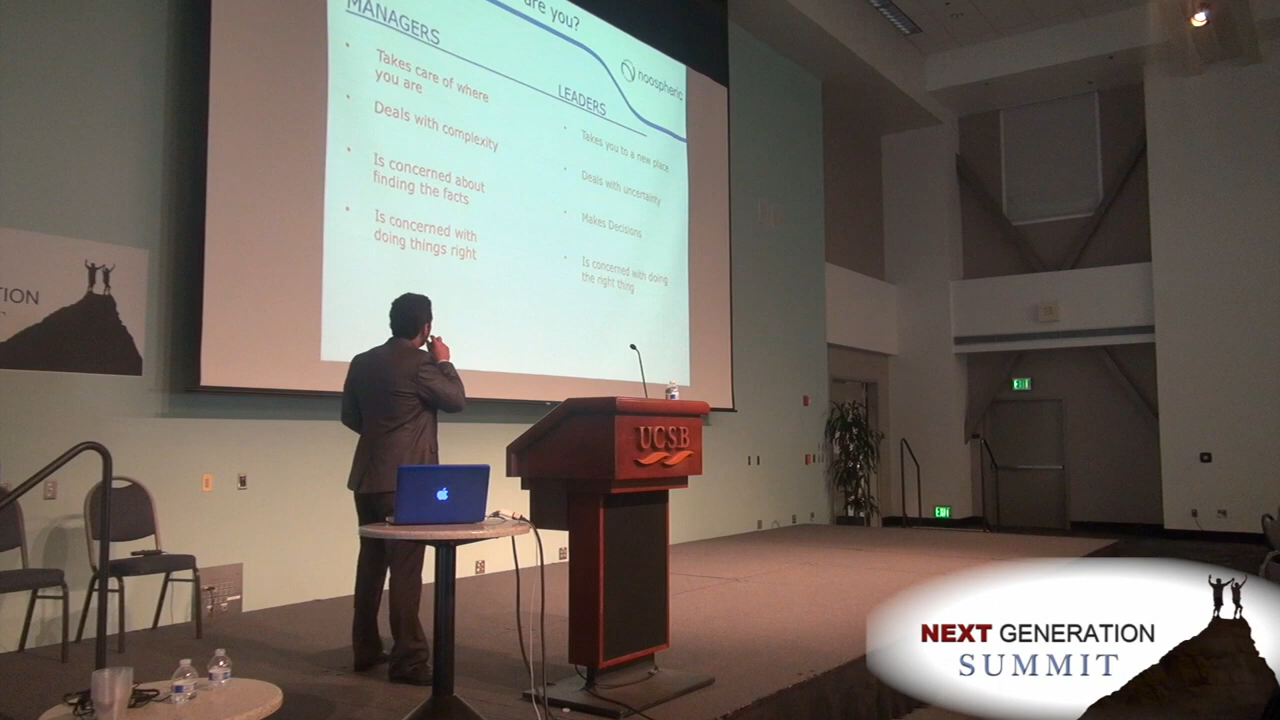 are you?
MANAGERS
Takes care of where
you are
Deals with complexity
Is concerned about
finding the facts
Is concerned with
doing things right
noospheric
LEADERS
Takes you to a new place
Deals with uncertainty
Makes Decisions
Is concerned with doing
the right thing
TION
UCSB
EXIT
EXIT
NEXT GENERATION
SUMMIT